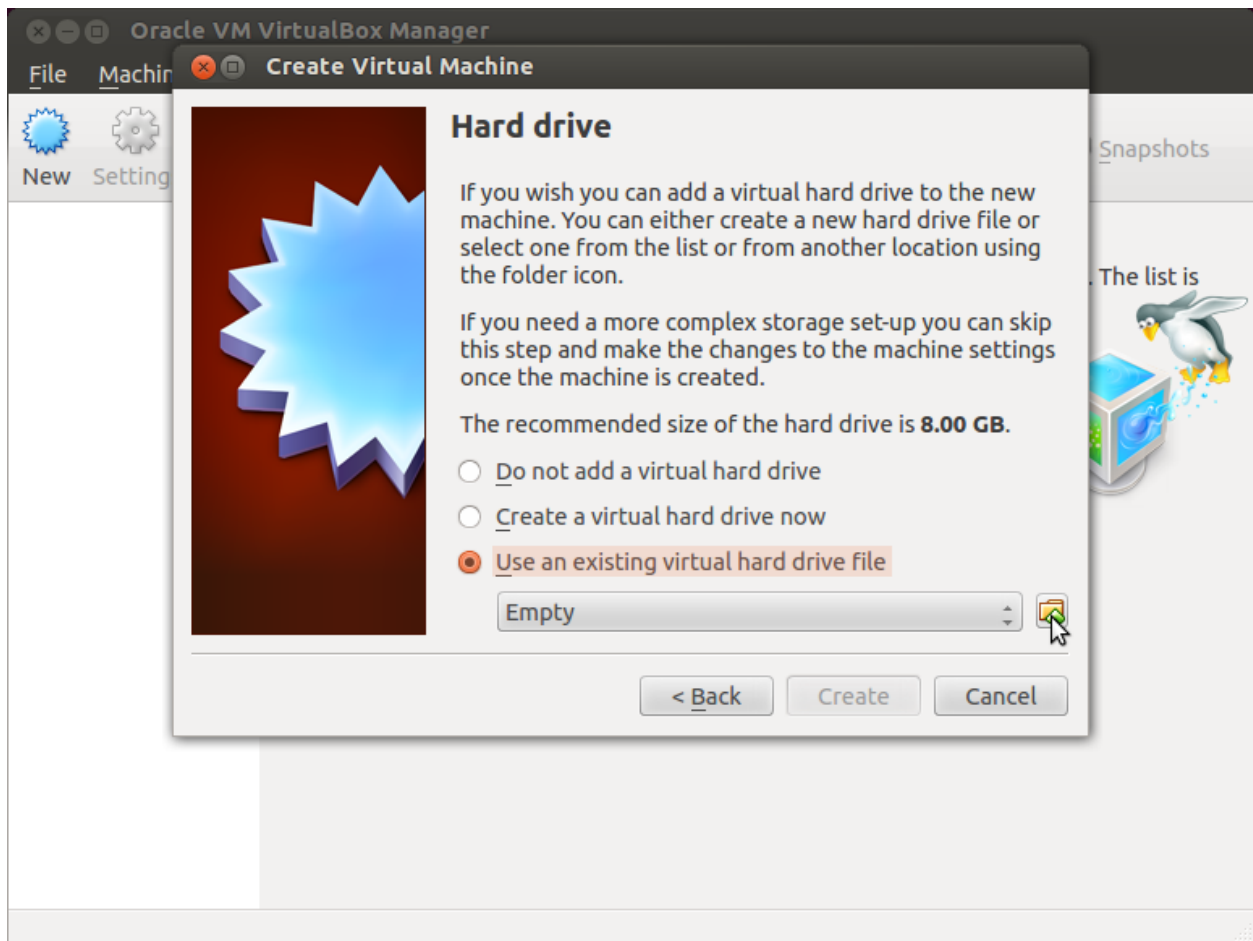 Oracle VM VirtualBox Manager
File Machin
Create Virtual Machine
New Setting
Snapshots
Hard drive
If you wish you can add a virtual hard drive to the new
machine. You can either create a new hard drive file or
select one from the list or from another location using
the folder icon.
. The list is
If you need a more complex storage set-up you can skip
this step and make the changes to the machine settings
once the machine is created.
The recommended size of the hard drive is 8.00 GB.
Do not add a virtual hard drive
Create a virtual hard drive now
Use an existing virtual hard drive file
Empty
< Back Create Cancel